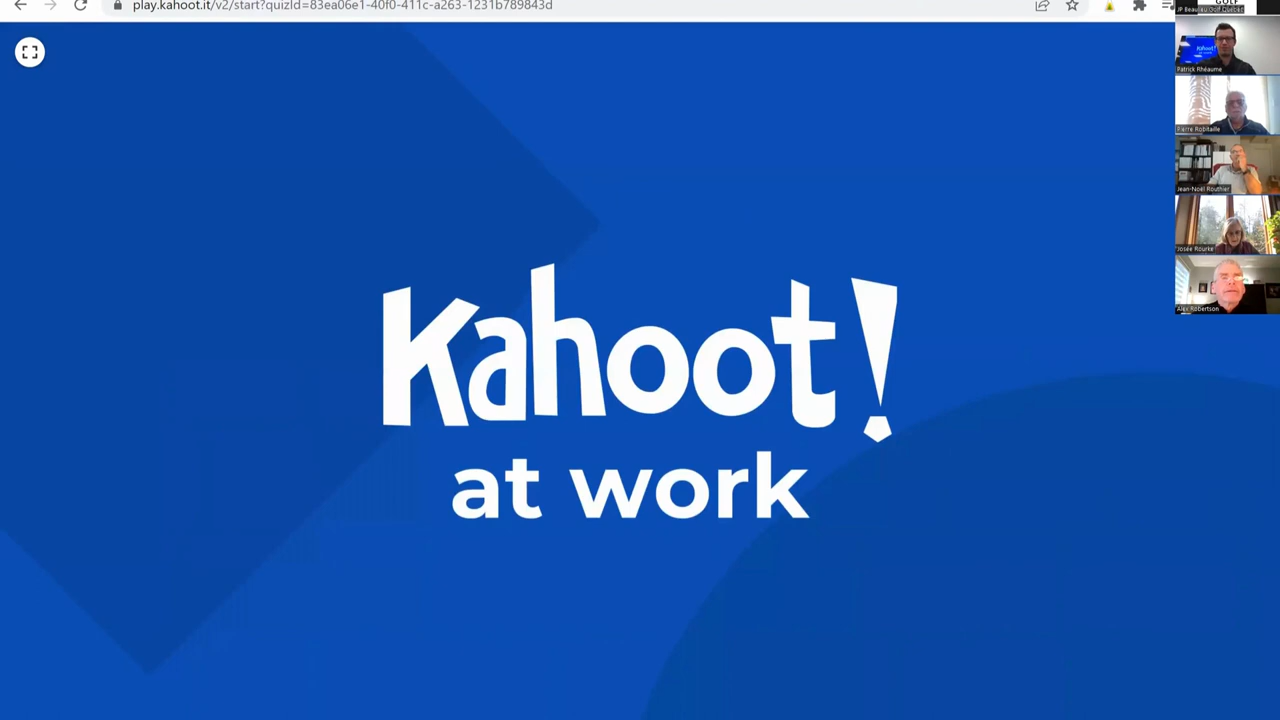 play.kahoot.it/v2/start?quizId=83ea06e1-40f0-411c-a263-1231b789843d
GOLF
Patrick Rhéaume
Pierre Robitaille
Jean-Noël Routhier
Josée Rourke
Alex Robertson
Kahoot!
at work